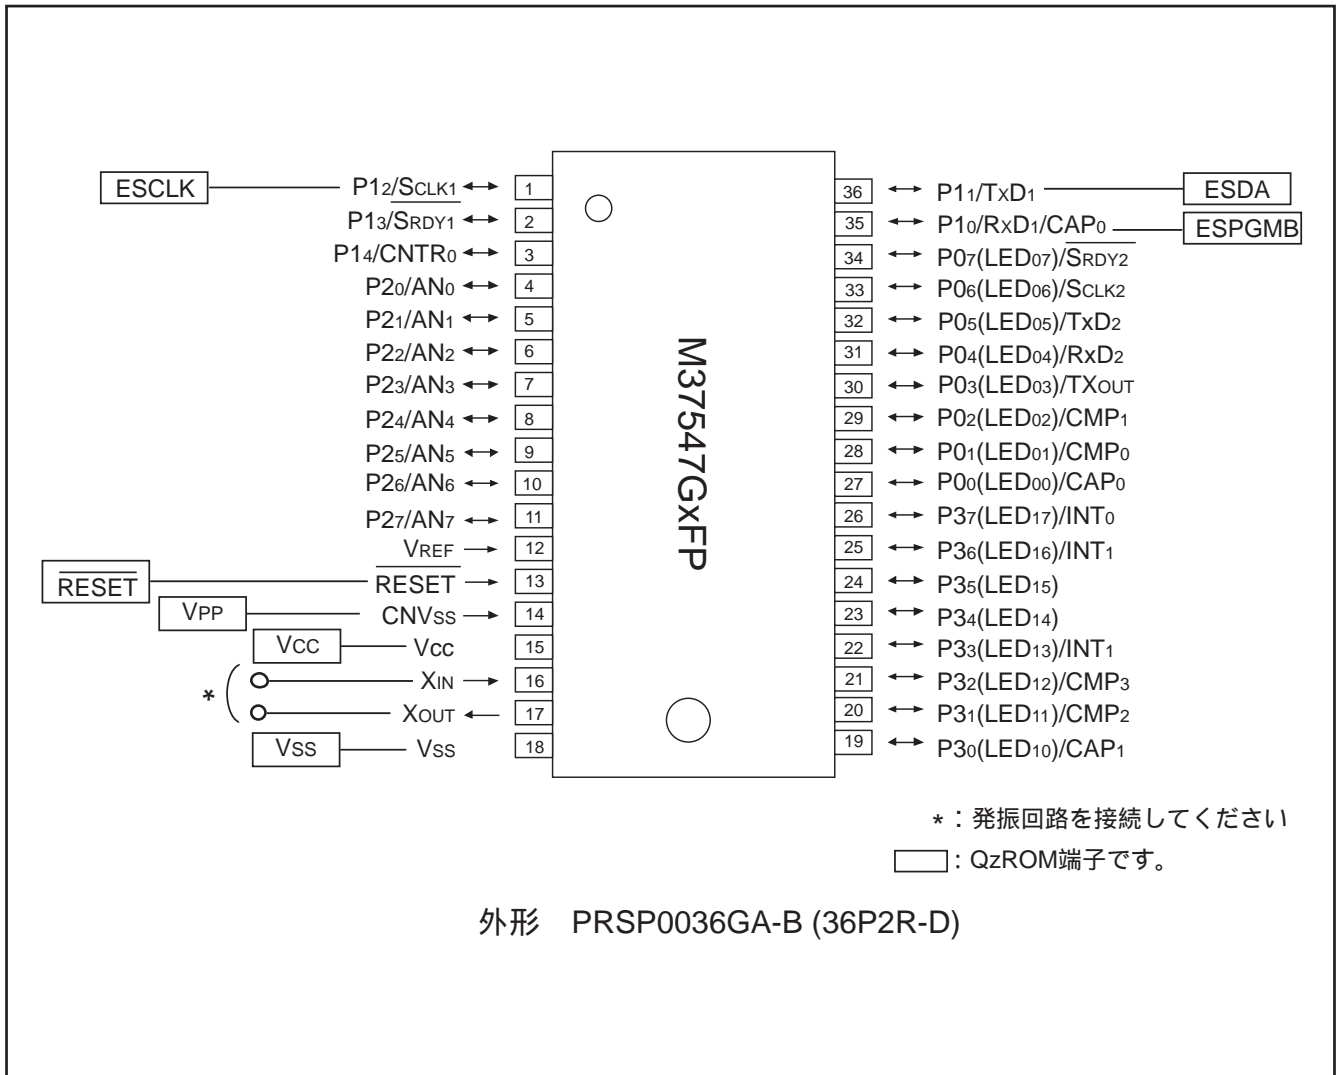 ESCLK P12/SCLK1 1
P13/SRDY1 2
P14/CNTR0 3
P20/AN0 4
P21/AN1 5
P22/AN2 6
P23/AN3 7
P24/AN4 8
P25/AN5 9
P26/AN6 10
P27/AN7 11
VREF 12
RESET RESET 13
VPP CNVSS 14
VCC Vcc 15
* XIN 16
XOUT 17
VSS VSS 18
M37547GxFP
36 P11/TXD1 ESDA
35 P10/RXD1/CAP0 ESPGMB
34 P07(LED07)/SRDY2
33 P06(LED06)/SCLK2
32 P05(LED05)/TxD2
31 P04(LED04)/RxD2
30 P03(LED03)/TXOUT
29 P02(LED02)/CMP1
28 P01(LED01)/CMP0
27 P00(LED00)/CAP0
26 P37(LED17)/INT0
25 P36(LED16)/INT1
24 P35(LED15)
23 P34(LED14)
22 P33(LED13)/INT1
21 P32(LED12)/CMP3
20 P31(LED11)/CMP2
19 P30(LED10)/CAP1
*：発振回路を接続してください
：QzROM端子です。
外形　PRSP0036GA-B (36P2R-D)